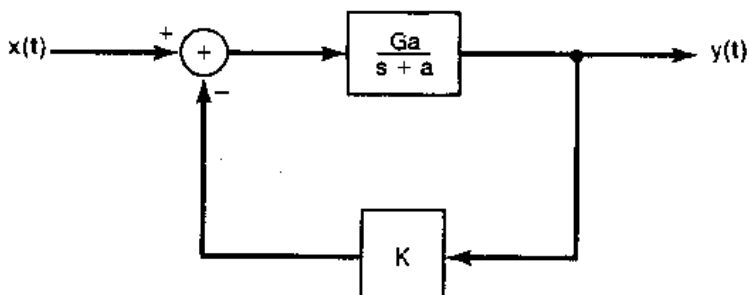 x(t)
+
+
−
Ga
s + a
y(t)
K